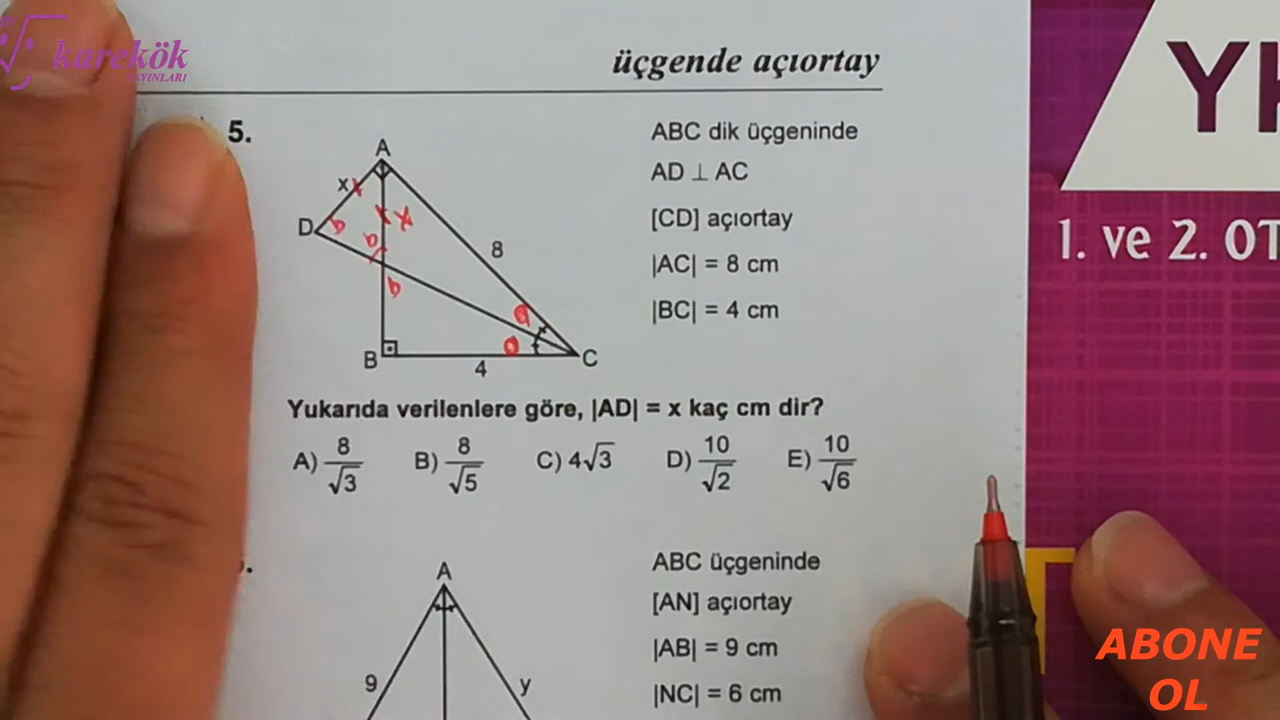 karekök
YAYINLARI
üçgende açıortay
5.
ABC dik üçgeninde
AD ⊥ AC
[CD] açıortay
|AC| = 8 cm
|BC| = 4 cm
A
x x
D b
a x x
8
b
a
a
B
4
C
Yukarıda verilenlere göre, |AD| = x kaç cm dir?
A) 8/√3 B) 8/√5 C) 4√3 D) 10/√2 E) 10/√6
ABC üçgeninde
[AN] açıortay
|AB| = 9 cm
|NC| = 6 cm
A
9
y
1. ve 2. OT
ABONE
OL